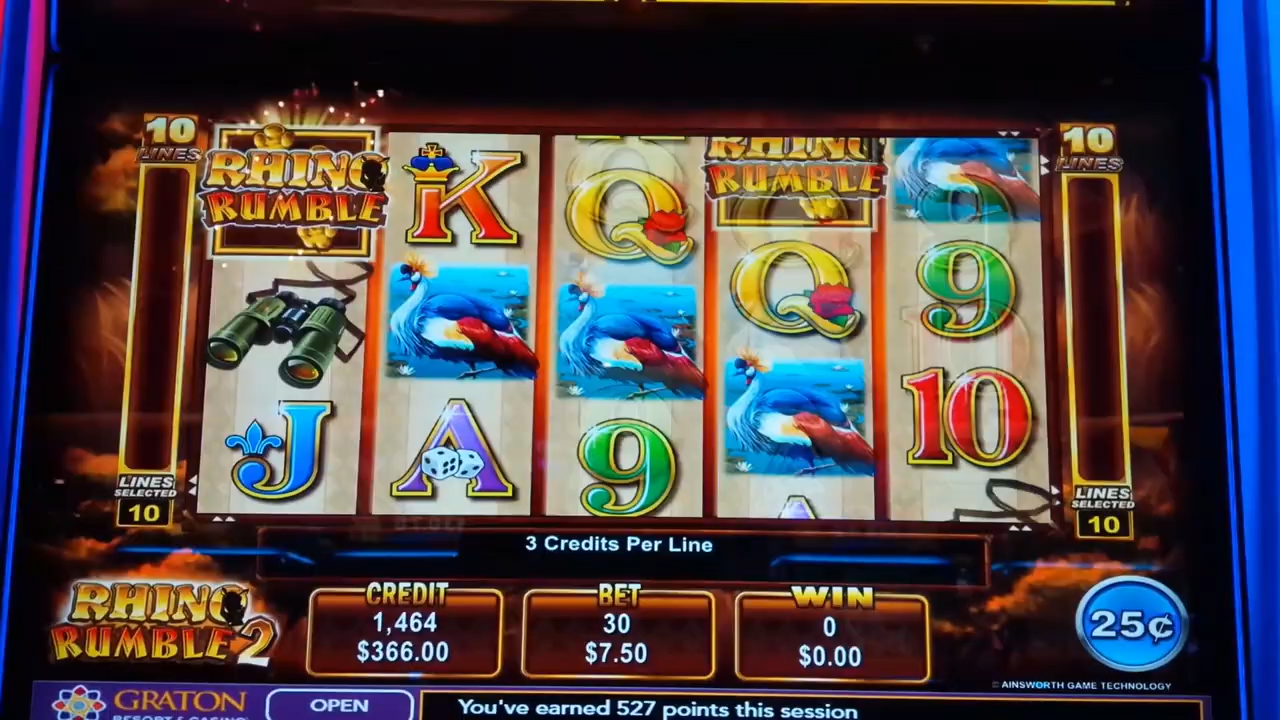 10
LINES
10
LINES
RHINO
RUMBLE
K
Q
RHINO
RUMBLE
Q
9
J
A
9
10
LINES
SELECTED
10
LINES
SELECTED
10
3 Credits Per Line
RHINO
RUMBLE 2
CREDIT
1,464
$366.00
BET
30
$7.50
WIN
0
$0.00
25¢
AINSWORTH GAME TECHNOLOGY
GRATON
RESORT & CASINO
OPEN
You've earned 527 points this session